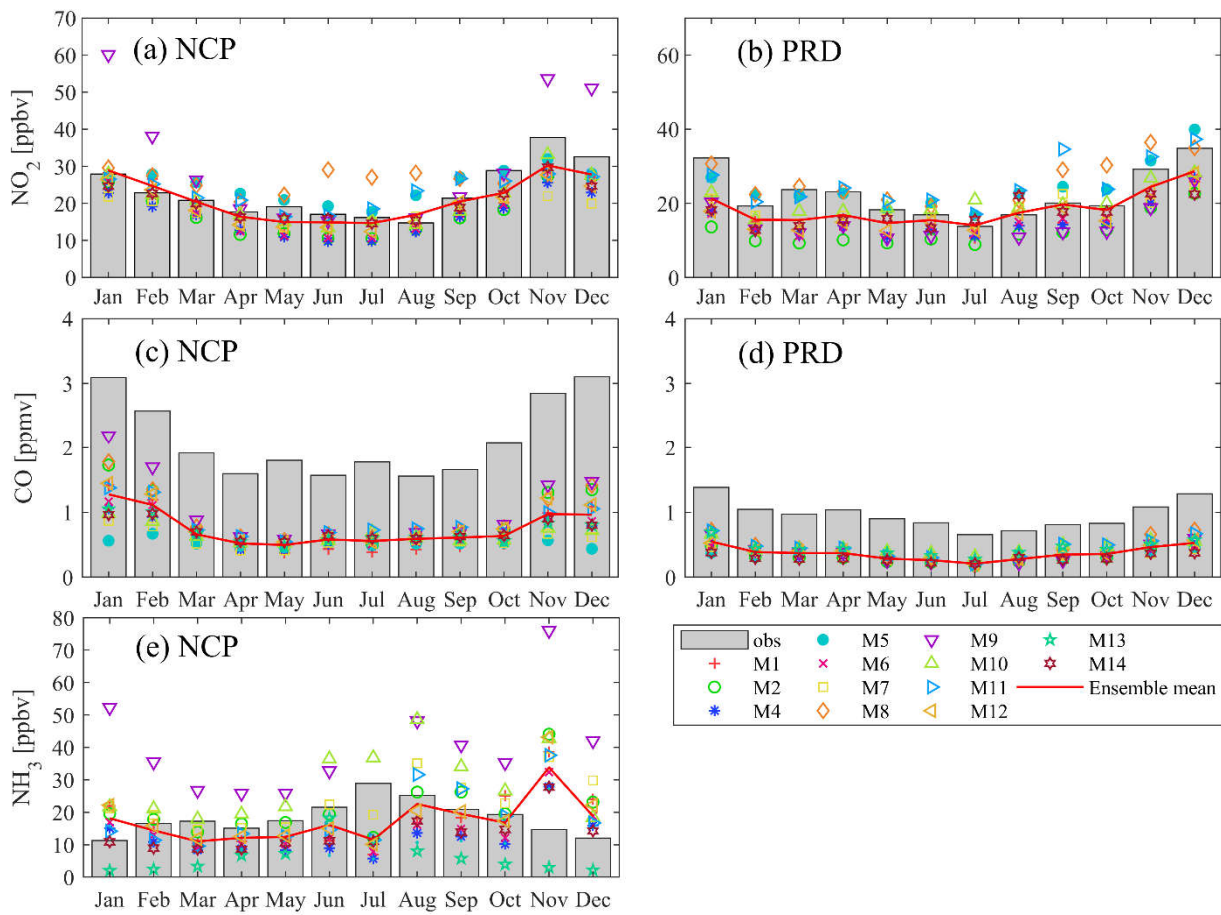 (a) NCP
NO2 [ppbv]
70
60
50
40
30
20
10
0
Jan Feb Mar Apr May Jun Jul Aug Sep Oct Nov Dec
(b) PRD
60
40
20
0
Jan Feb Mar Apr May Jun Jul Aug Sep Oct Nov Dec
(c) NCP
CO [ppmv]
4
3
2
1
0
Jan Feb Mar Apr May Jun Jul Aug Sep Oct Nov Dec
(d) PRD
4
3
2
1
0
Jan Feb Mar Apr May Jun Jul Aug Sep Oct Nov Dec
(e) NCP
NH3 [ppbv]
80
70
60
50
40
30
20
10
0
Jan Feb Mar Apr May Jun Jul Aug Sep Oct Nov Dec
obs M5 M9 M13
M1 M6 M10 M14
M2 M7 M11 Ensemble mean
M4 M8 M12